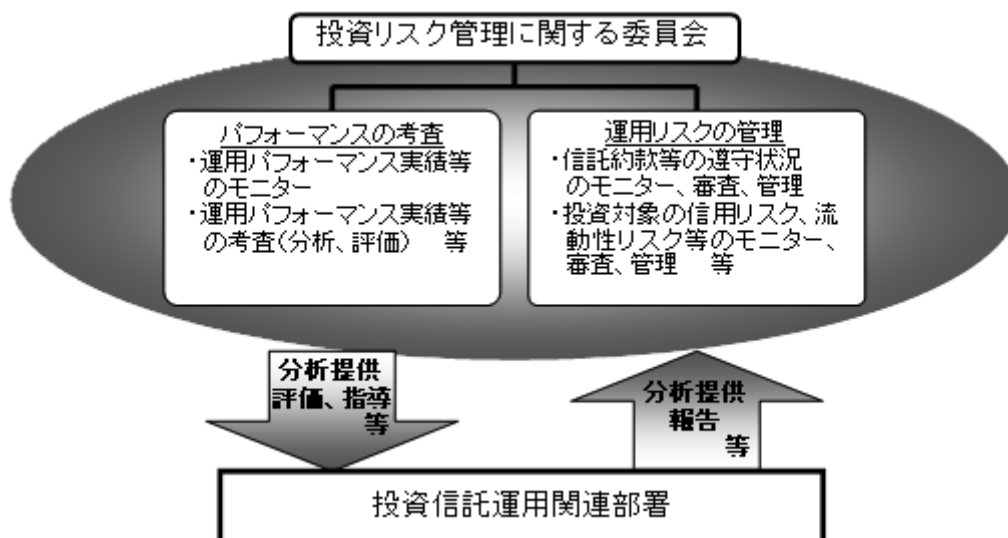 投資リスク管理に関する委員会
パフォーマンスの考査
・運用パフォーマンス実績等
のモニター
・運用パフォーマンス実績等
の考査(分析、評価) 等
運用リスクの管理
・信託約款等の遵守状況
のモニター、審査、管理
・投資対象の信用リスク、流
動性リスク等のモニター、
審査、管理 等
分析提供
評価、指導
等
分析提供
報告
等
投資信託運用関連部署